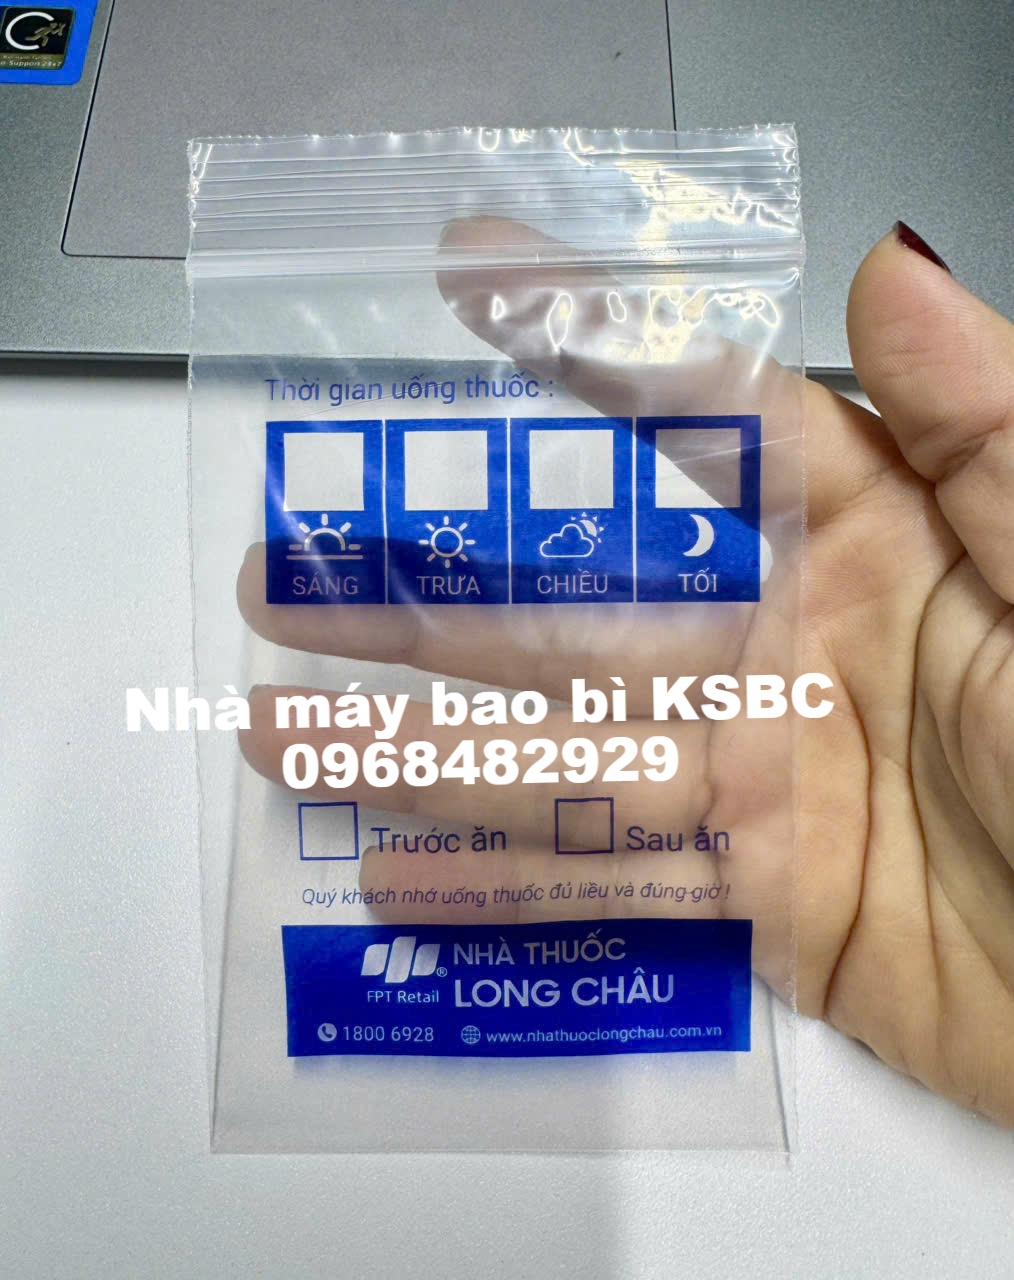 Support 24x7
Thời gian uống thuốc :
SÁNG TRƯA CHIỀU TỐI
Nhà máy bao bì KSBC
0968482929
Trước ăn Sau ăn
Quý khách nhớ uống thuốc đủ liều và đúng giờ !
FPT Retail ® NHÀ THUỐC
LONG CHÂU
1800 6928 www.nhathuoclongchau.com.vn